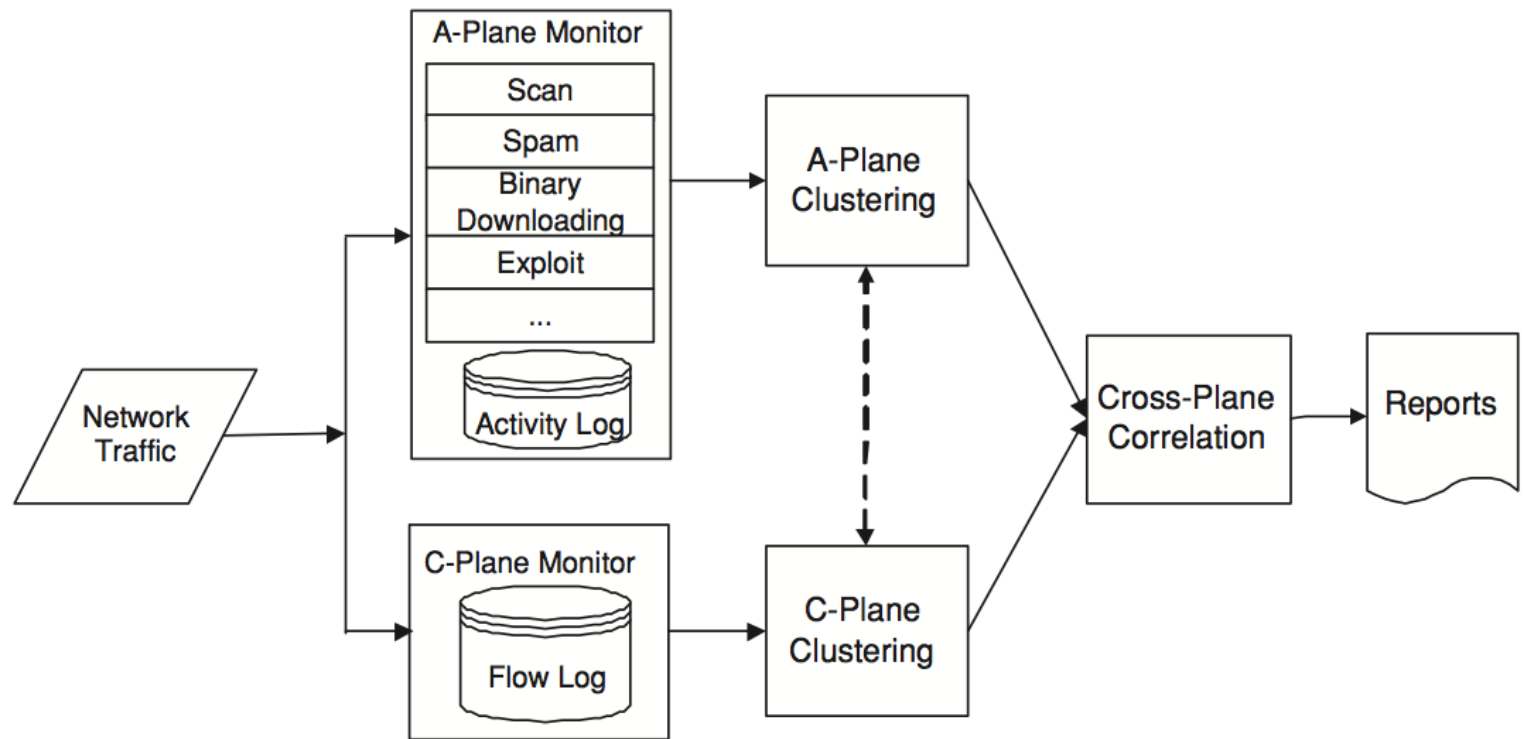 A-Plane Monitor
Scan
Spam
Binary
Downloading
Exploit
...
Activity Log
A-Plane
Clustering
Network
Traffic
Cross-Plane
Correlation
Reports
C-Plane Monitor
Flow Log
C-Plane
Clustering